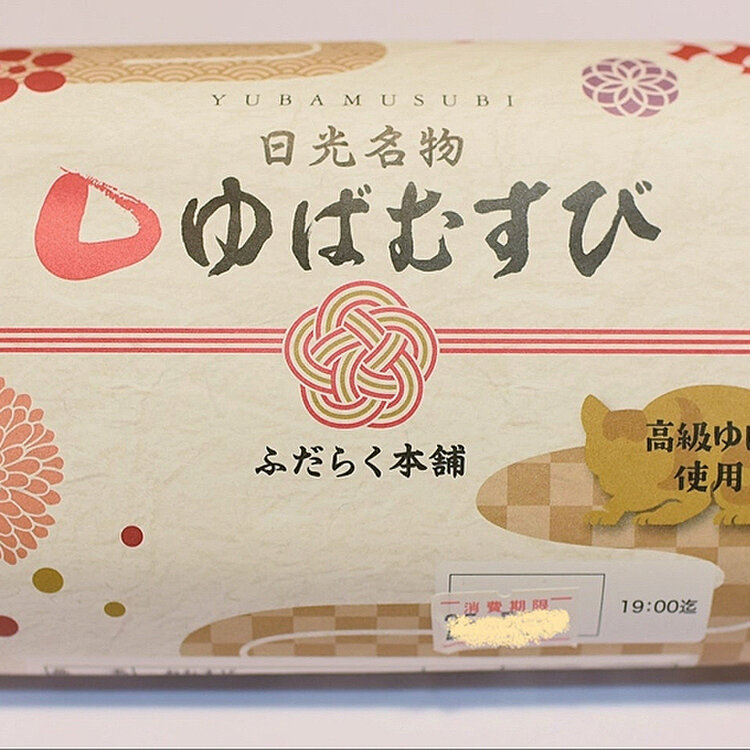 YUBAMUSUBI
日光名物
ゆばむすび
ふだらく本舗
高級ゆ
使用
消費期限
19:00迄